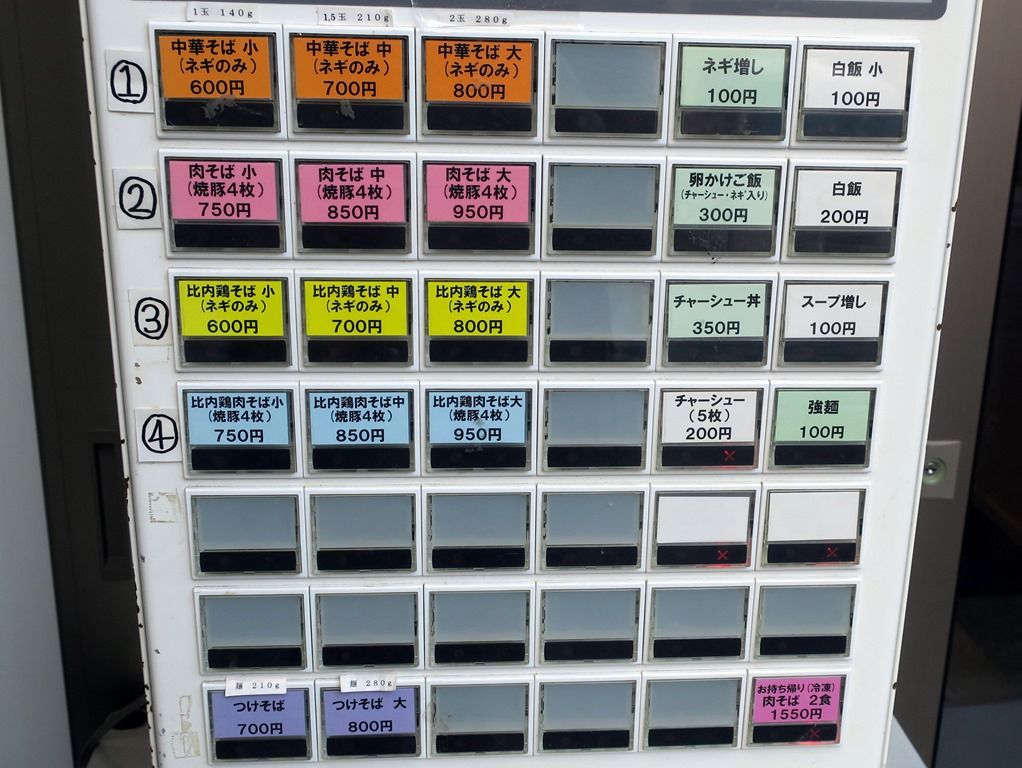 1玉 140g
1,5玉 210g
2玉 280g
①
中華そば 小
(ネギのみ)
600円
中華そば 中
(ネギのみ)
700円
中華そば 大
(ネギのみ)
800円
ネギ増し
100円
白飯 小
100円
②
肉そば 小
(焼豚4枚)
750円
肉そば 中
(焼豚4枚)
850円
肉そば 大
(焼豚4枚)
950円
卵かけご飯
(チャーシュー・ネギ入り)
300円
白飯
200円
③
比内鶏そば 小
(ネギのみ)
600円
比内鶏そば 中
(ネギのみ)
700円
比内鶏そば 大
(ネギのみ)
800円
チャーシュー丼
350円
スープ増し
100円
④
比内鶏肉そば小
(焼豚4枚)
750円
比内鶏肉そば中
(焼豚4枚)
850円
比内鶏肉そば大
(焼豚4枚)
950円
チャーシュー
(5枚)
200円
×
強麺
100円
×
×
麺 210g
つけそば
700円
麺 280g
つけそば 大
800円
お持ち帰り(冷凍)
肉そば 2食
1550円
×